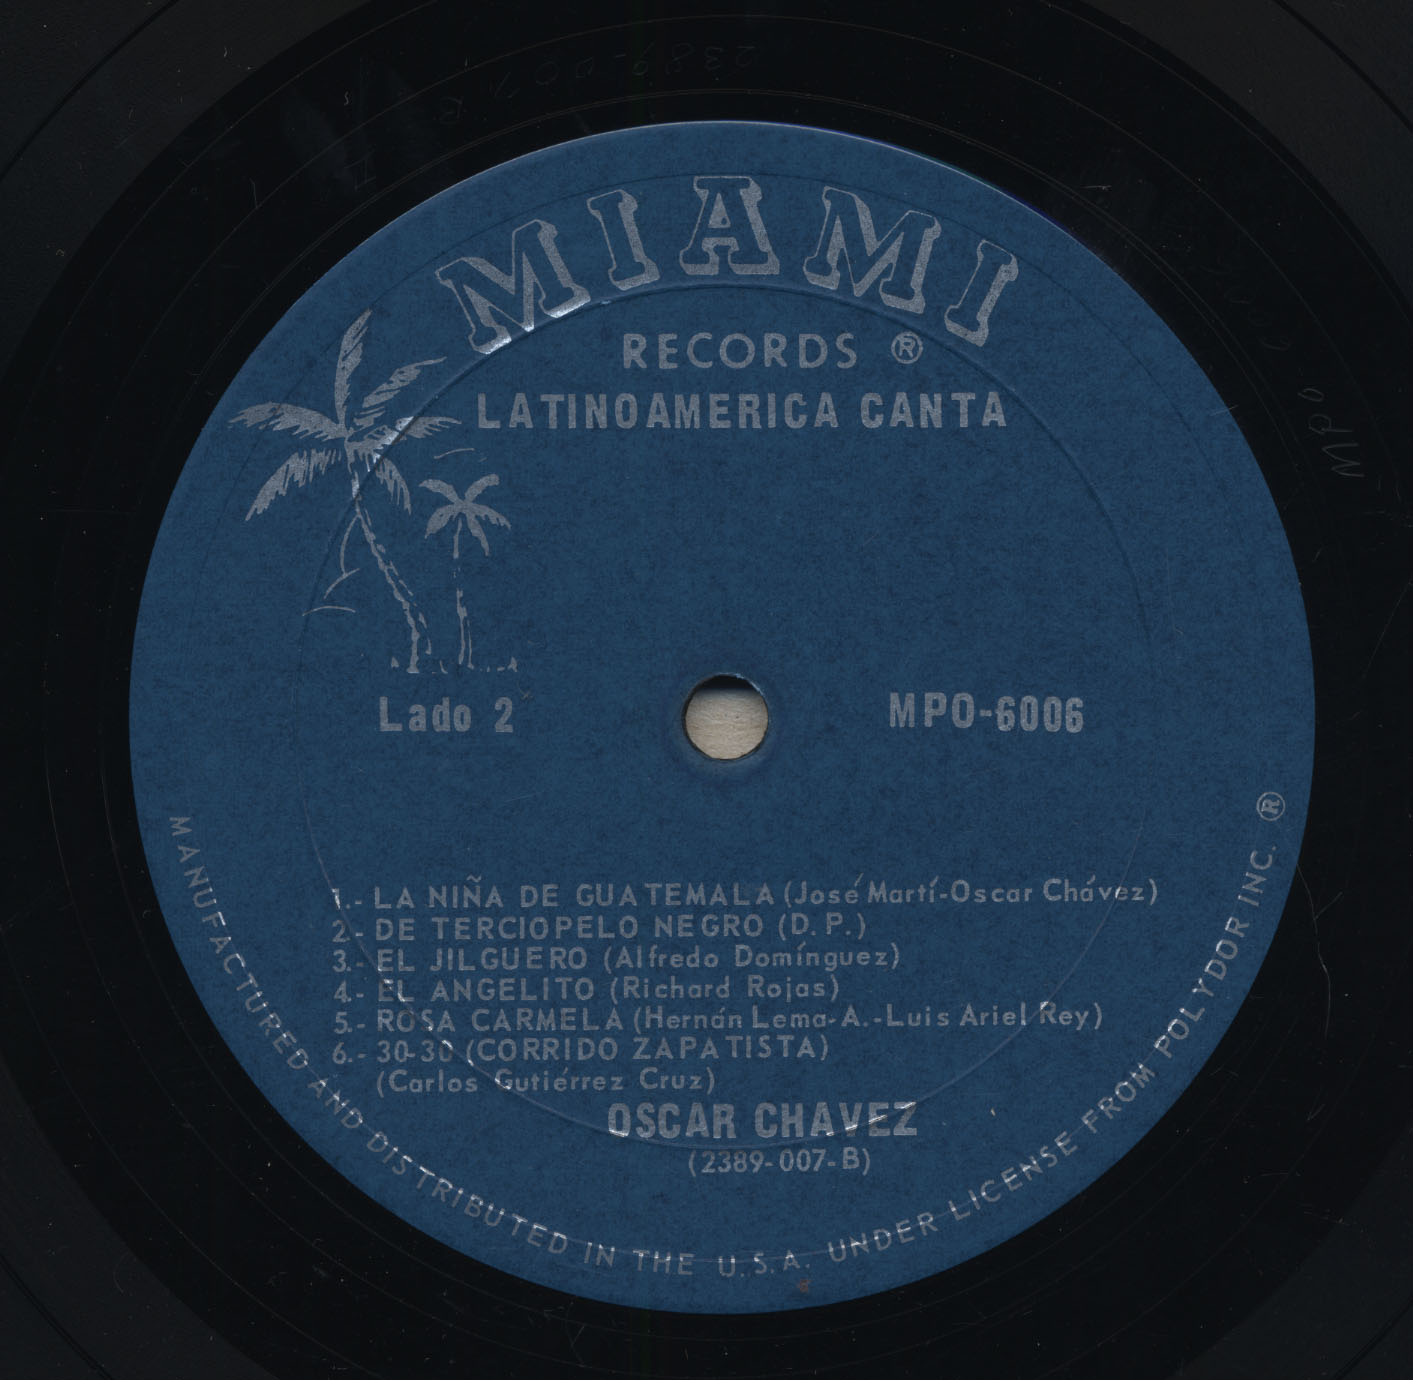 MIAMI
RECORDS ®
LATINOAMERICA CANTA
Lado 2
MPO-6006
1.- LA NIÑA DE GUATEMALA (José Martí-Oscar Chávez)
2.- DE TERCIOPELO NEGRO (D.P.)
3.- EL JILGUERO (Alfredo Domínguez)
4.- EL ANGELITO (Richard Rojas)
5.- ROSA CARMELA (Hernán Lema-A.-Luis Ariel Rey)
6.- 30-30 (CORRIDO ZAPATISTA)
(Carlos Gutiérrez Cruz)
OSCAR CHAVEZ
(2389-007-B)
MANUFACTURED AND DISTRIBUTED IN THE U.S.A. UNDER LICENSE FROM POLYDOR INC. ®
2389-007 B
MPO